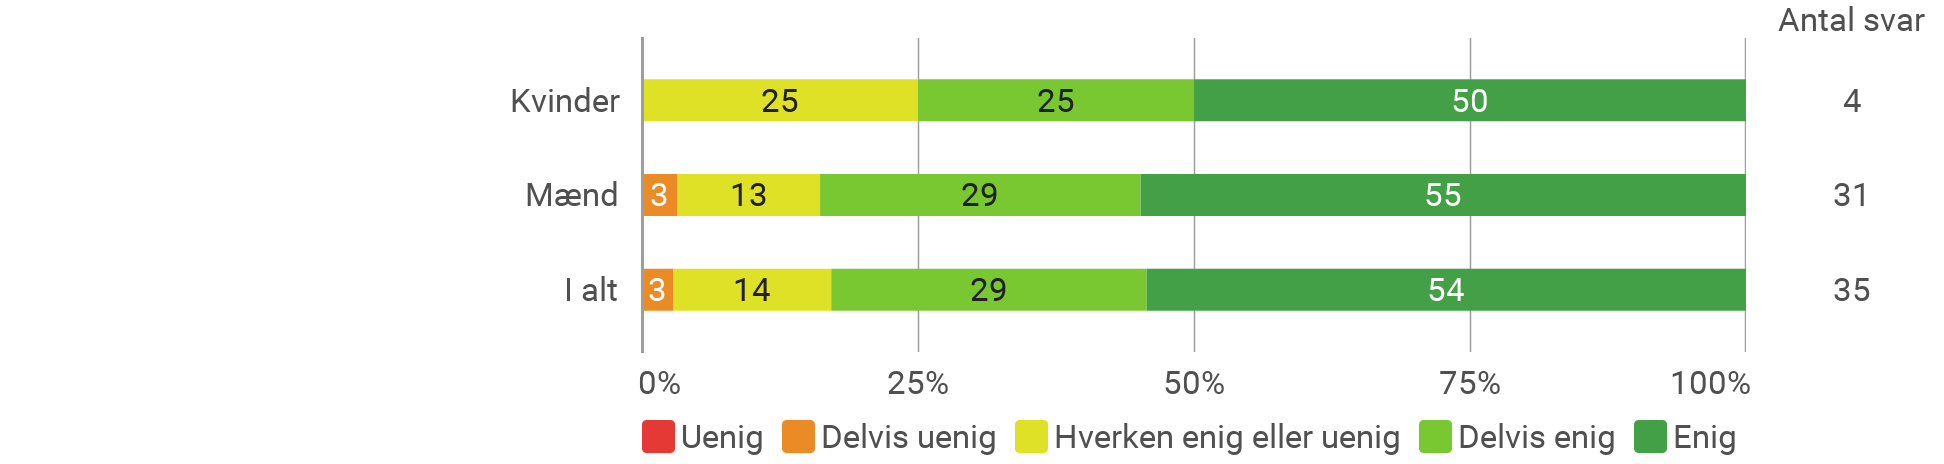 Antal svar
Kvinder 25 25 50 4
Mænd 3 13 29 55 31
I alt 3 14 29 54 35
0% 25% 50% 75% 100%
Uenig Delvis uenig Hverken enig eller uenig Delvis enig Enig